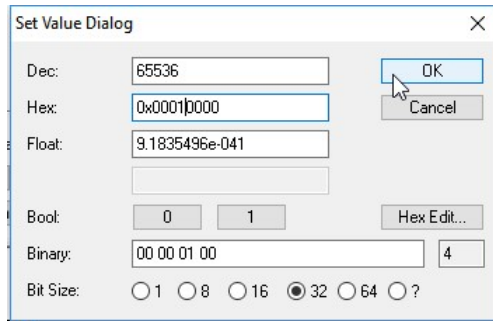 Set Value Dialog
Dec: 65536 OK
Hex: 0x00010000 Cancel
Float: 9.1835496e-041
Bool: 0 1 Hex Edit...
Binary: 00 00 01 00 4
Bit Size: 1 8 16 32 64 ?